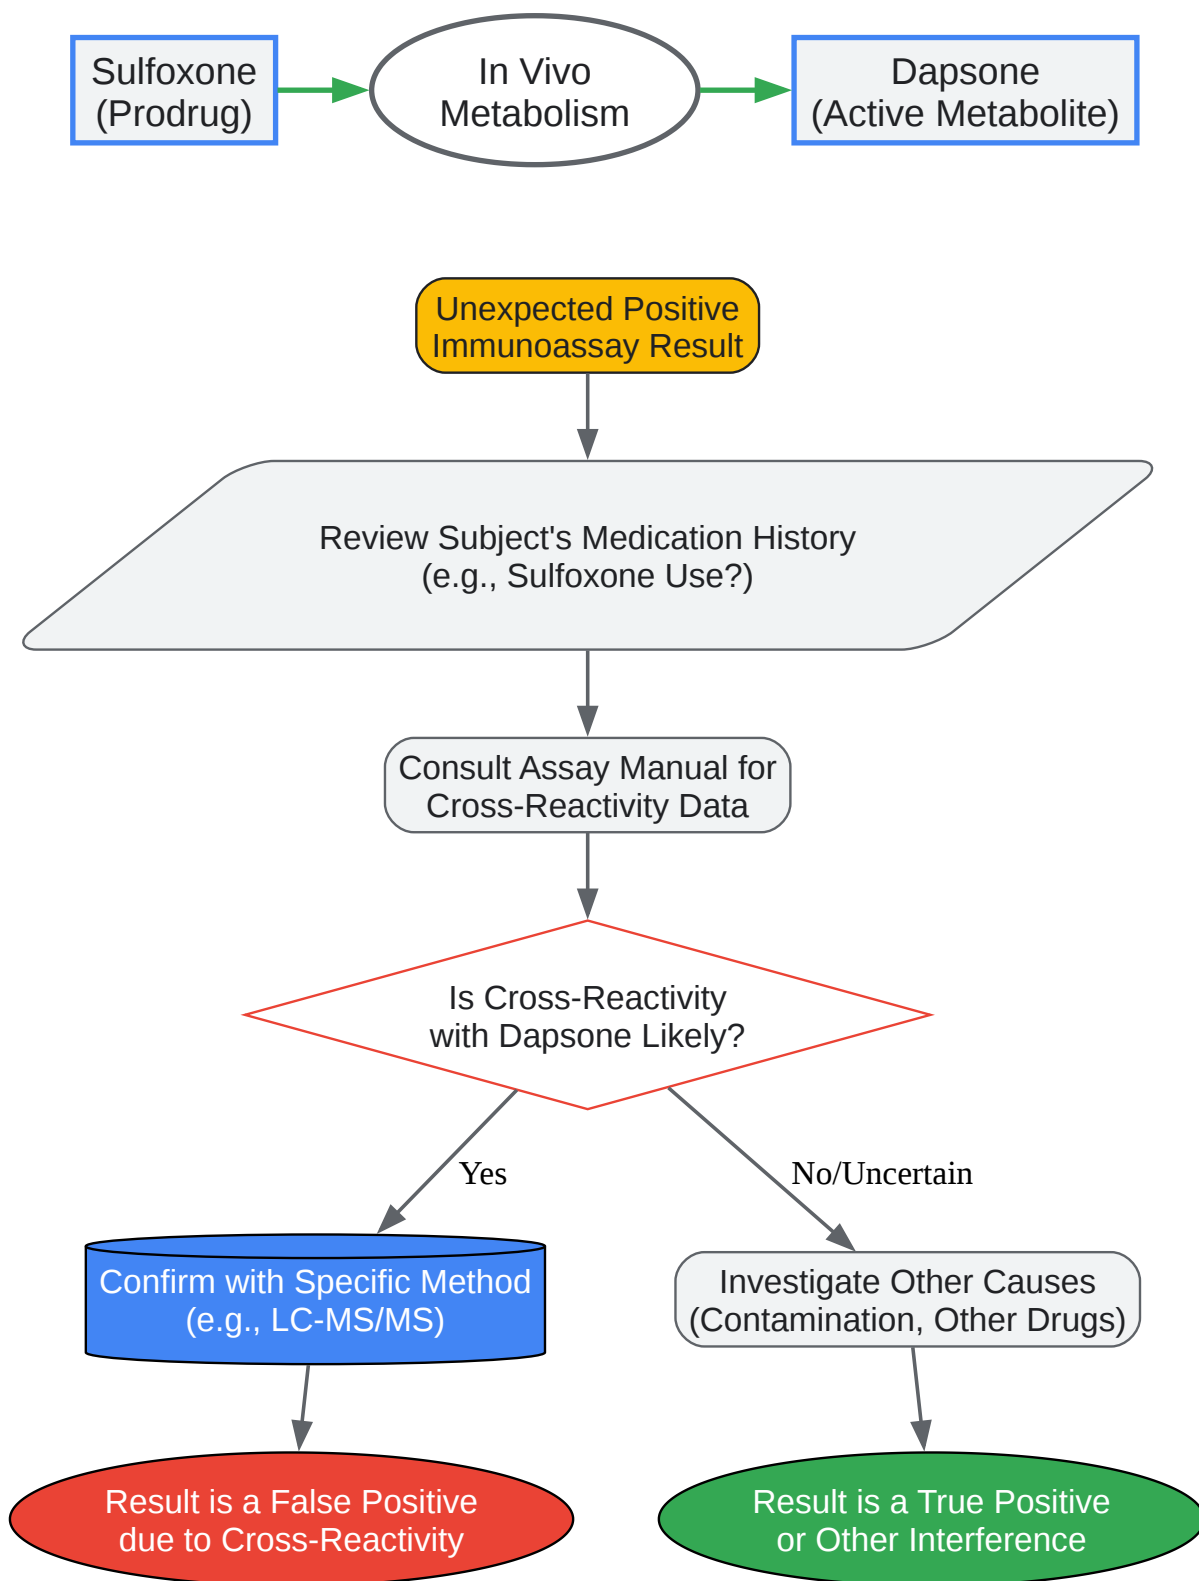 Sulfoxone
(Prodrug)
In Vivo
Metabolism
Dapsone
(Active Metabolite)
Unexpected Positive
Immunoassay Result
Review Subject's Medication History
(e.g., Sulfoxone Use?)
Consult Assay Manual for
Cross-Reactivity Data
Is Cross-Reactivity
with Dapsone Likely?
Yes
No/Uncertain
Confirm with Specific Method
(e.g., LC-MS/MS)
Investigate Other Causes
(Contamination, Other Drugs)
Result is a False Positive
due to Cross-Reactivity
Result is a True Positive
or Other Interference